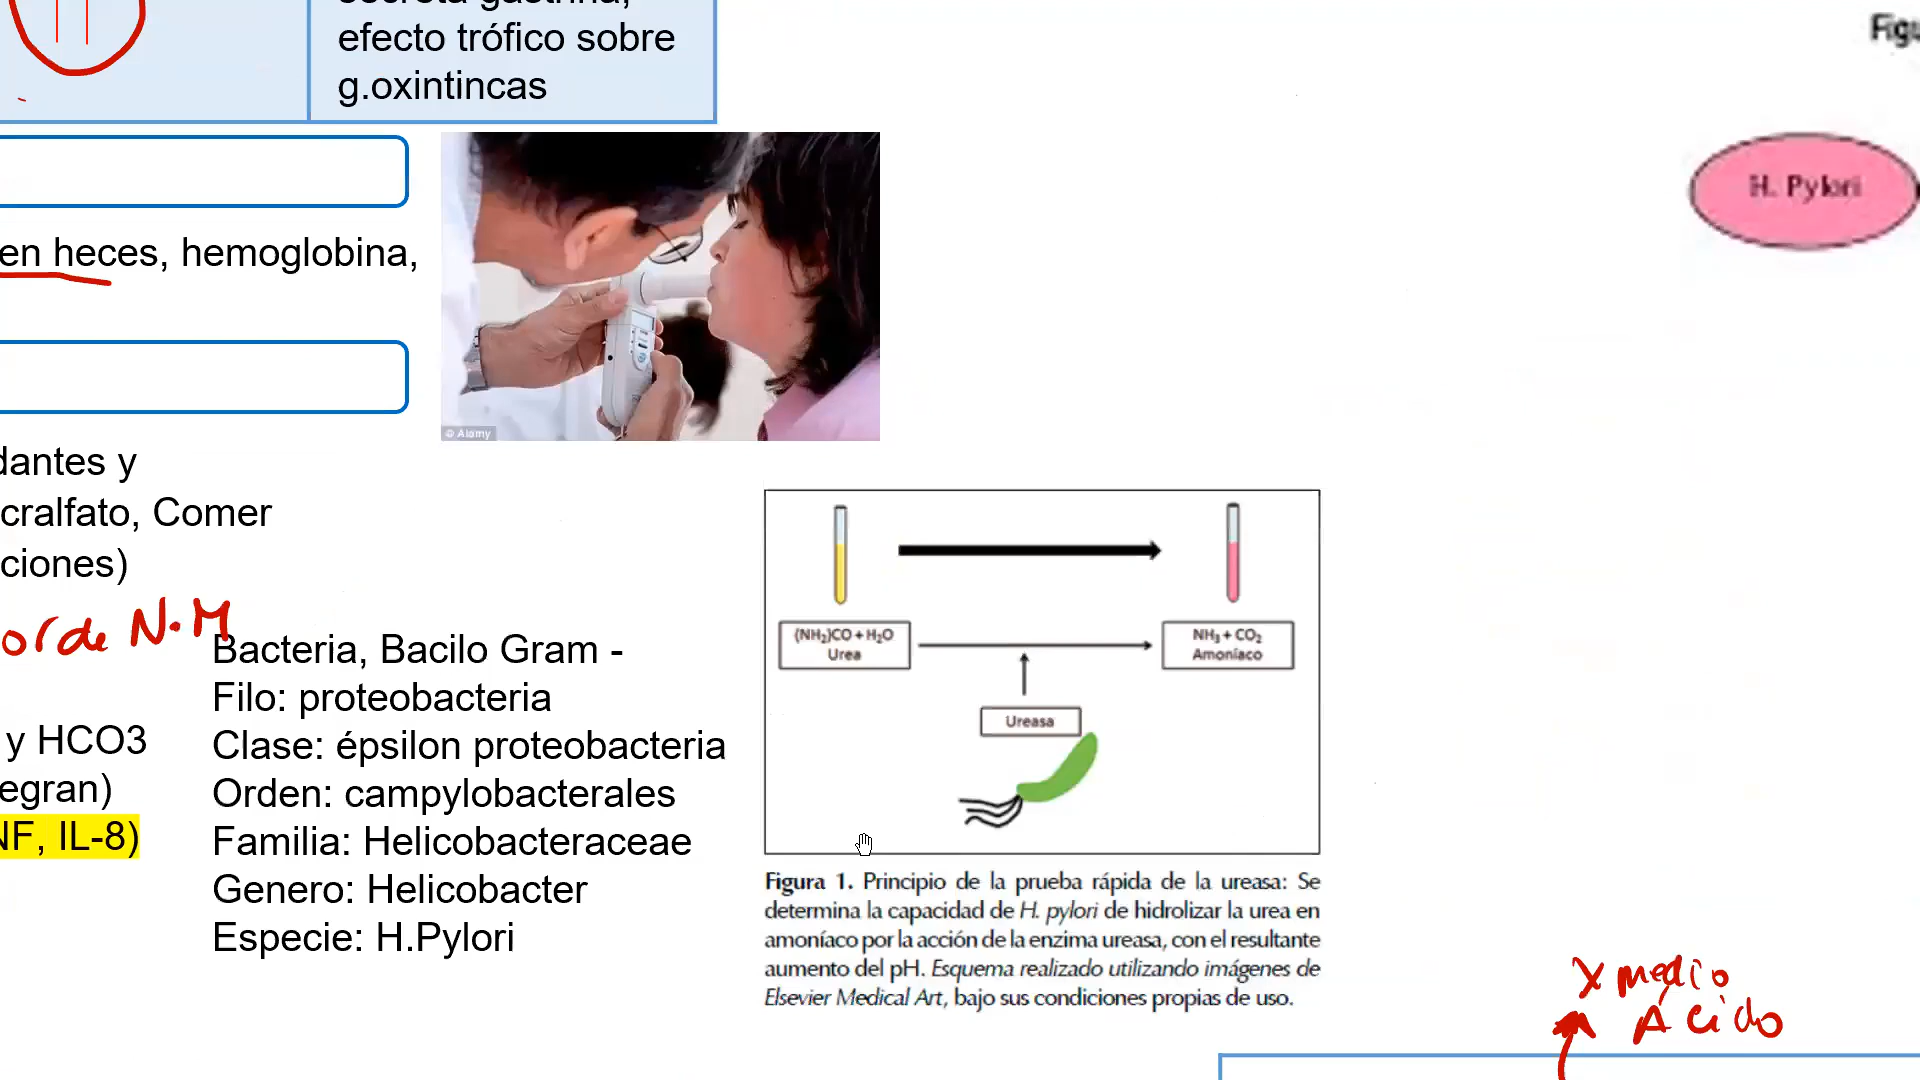 efecto trófico sobre
g.oxintincas
en heces, hemoglobina,
© Alamy
H. Pylori
dantes y
cralfato, Comer
ciones)
orde N.M
y HCO3
egran)
NF, IL-8)
Bacteria, Bacilo Gram -
Filo: proteobacteria
Clase: épsilon proteobacteria
Orden: campylobacterales
Familia: Helicobacteraceae
Genero: Helicobacter
Especie: H.Pylori
(NH₂)CO + H₂O
Urea
NH₃ + CO₂
Amoníaco
Ureasa
Figura 1. Principio de la prueba rápida de la ureasa: Se
determina la capacidad de H. pylori de hidrolizar la urea en
amoníaco por la acción de la enzima ureasa, con el resultante
aumento del pH. Esquema realizado utilizando imágenes de
Elsevier Medical Art, bajo sus condiciones propias de uso.
X medio
Acido